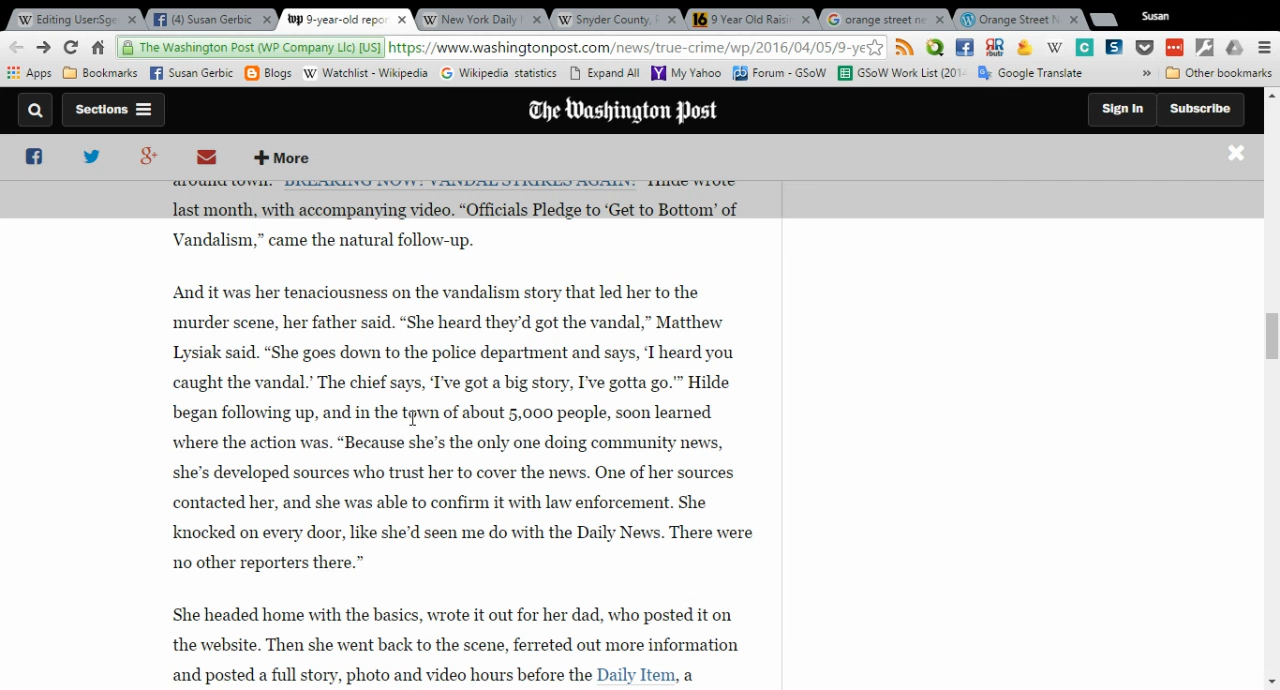 Susan
Editing User:Sge
(4) Susan Gerbic
wp 9-year-old repor
New York Daily
Snyder County,
9 Year Old Raisin
orange street ne
Orange Street N
The Washington Post (WP Company Llc) [US]
https://www.washingtonpost.com/news/true-crime/wp/2016/04/05/9-ye
Apps
Bookmarks
Susan Gerbic
Blogs
Watchlist - Wikipedia
Wikipedia statistics
Expand All
My Yahoo
Forum - GSoW
GSoW Work List (201
Google Translate
»
Other bookmarks
Sections
The Washington Post
Sign In
Subscribe
+ More
around town. “BREAKING NOW! VANDAL STRIKES AGAIN!” Hilde wrote
last month, with accompanying video. “Officials Pledge to ‘Get to Bottom’ of
Vandalism,” came the natural follow-up.
And it was her tenaciousness on the vandalism story that led her to the
murder scene, her father said. “She heard they’d got the vandal,” Matthew
Lysiak said. “She goes down to the police department and says, ‘I heard you
caught the vandal.’ The chief says, ‘I’ve got a big story, I’ve gotta go.’” Hilde
began following up, and in the town of about 5,000 people, soon learned
where the action was. “Because she’s the only one doing community news,
she’s developed sources who trust her to cover the news. One of her sources
contacted her, and she was able to confirm it with law enforcement. She
knocked on every door, like she’d seen me do with the Daily News. There were
no other reporters there.”
She headed home with the basics, wrote it out for her dad, who posted it on
the website. Then she went back to the scene, ferreted out more information
and posted a full story, photo and video hours before the Daily Item, a